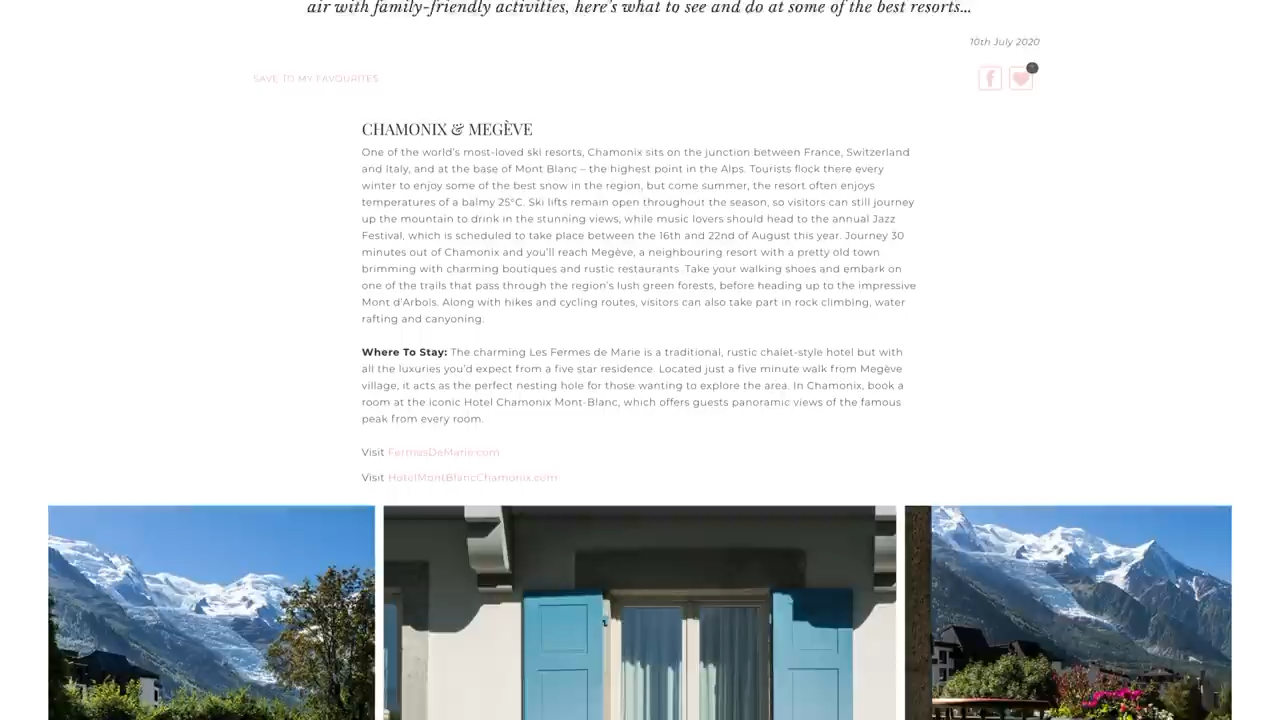 air with family-friendly activities, here's what to see and do at some of the best resorts...
10th July 2020
SAVE TO MY FAVOURITES
CHAMONIX & MEGÈVE
One of the world's most-loved ski resorts, Chamonix sits on the junction between France, Switzerland
and Italy, and at the base of Mont Blanc – the highest point in the Alps. Tourists flock there every
winter to enjoy some of the best snow in the region, but come summer, the resort often enjoys
temperatures of a balmy 25°C. Ski lifts remain open throughout the season, so visitors can still journey
up the mountain to drink in the stunning views, while music lovers should head to the annual Jazz
Festival, which is scheduled to take place between the 16th and 22nd of August this year. Journey 30
minutes out of Chamonix and you'll reach Megève, a neighbouring resort with a pretty old town
brimming with charming boutiques and rustic restaurants. Take your walking shoes and embark on
one of the trails that pass through the region's lush green forests, before heading up to the impressive
Mont d'Arbois. Along with hikes and cycling routes, visitors can also take part in rock climbing, water
rafting and canyoning.
Where To Stay: The charming Les Fermes de Marie is a traditional, rustic chalet-style hotel but with
all the luxuries you'd expect from a five star residence. Located just a five minute walk from Megève
village, it acts as the perfect nesting hole for those wanting to explore the area. In Chamonix, book a
room at the iconic Hotel Chamonix Mont-Blanc, which offers guests panoramic views of the famous
peak from every room.
Visit FermesDeMarie.com
Visit HotelMontBlancChamonix.com